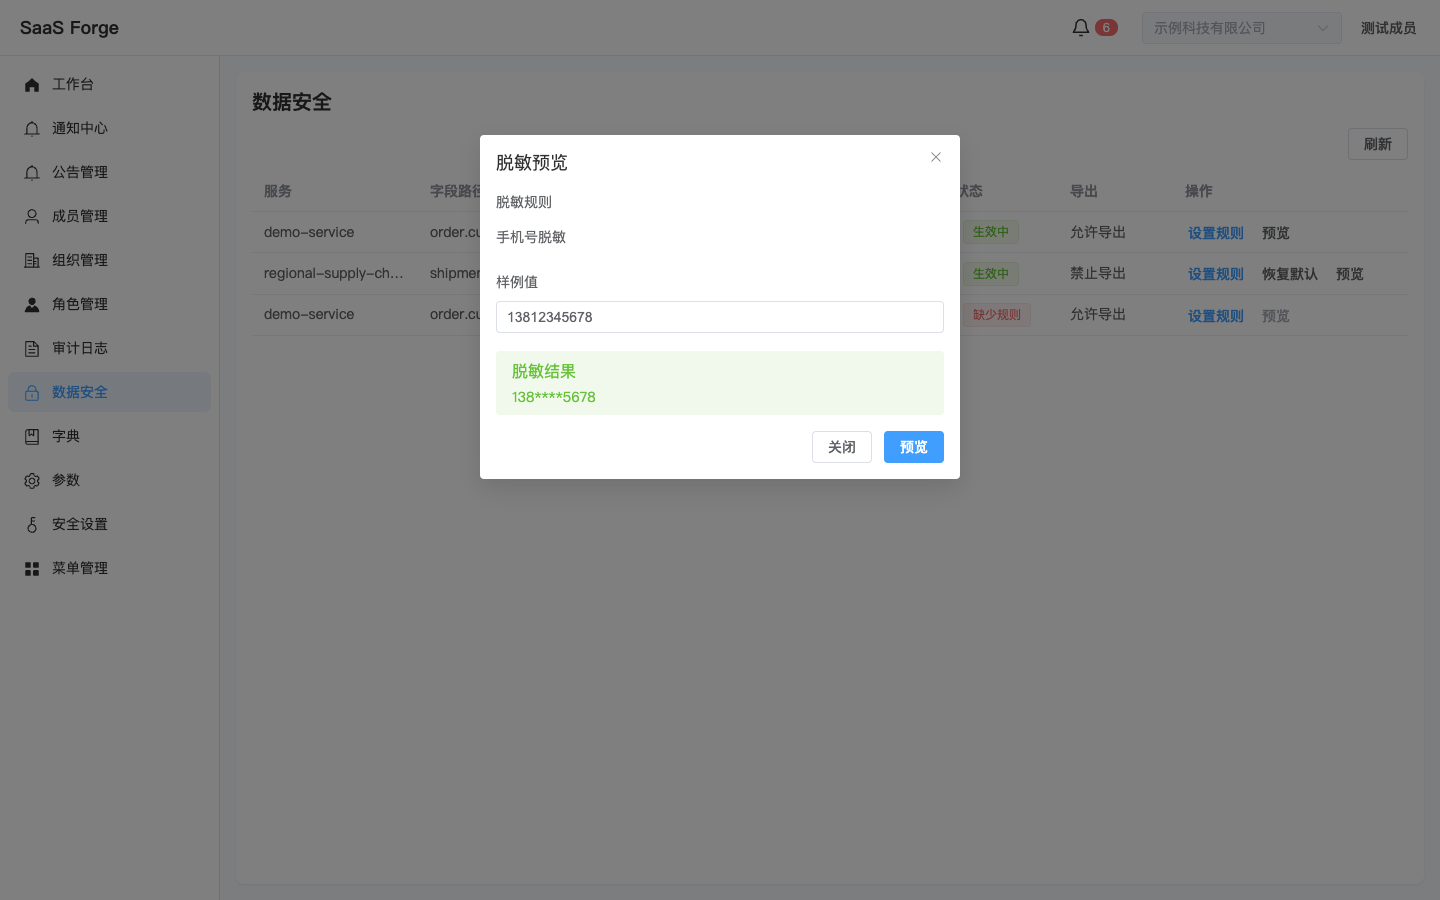 SaaS Forge
6
示例科技有限公司
测试成员
工作台
通知中心
公告管理
成员管理
组织管理
角色管理
审计日志
数据安全
字典
参数
安全设置
菜单管理
数据安全
刷新
服务 字段路径 状态 导出 操作
demo-service order.cu 生效中 允许导出 设置规则 预览
regional-supply-ch... shipmen 生效中 禁止导出 设置规则 恢复默认 预览
demo-service order.cu 缺少规则 允许导出 设置规则 预览
脱敏预览
脱敏规则
手机号脱敏
样例值
13812345678
脱敏结果
138****5678
关闭 预览